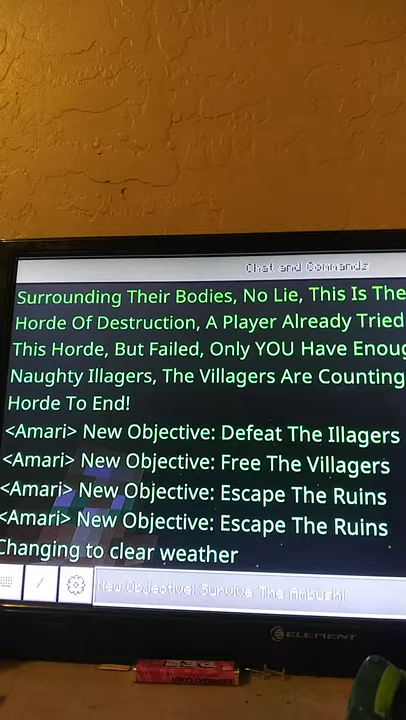 Chat and Commands
Surrounding Their Bodies, No Lie, This Is The
Horde Of Destruction, A Player Already Tried
This Horde, But Failed, Only YOU Have Enoug
Naughty Illagers, The Villagers Are Counting
Horde To End!
<Amari> New Objective: Defeat The Illagers
<Amari> New Objective: Free The Villagers
<Amari> New Objective: Escape The Ruins
<Amari> New Objective: Escape The Ruins
Changing to clear weather
New Objective: Survive The Ambush!
ELEMENT